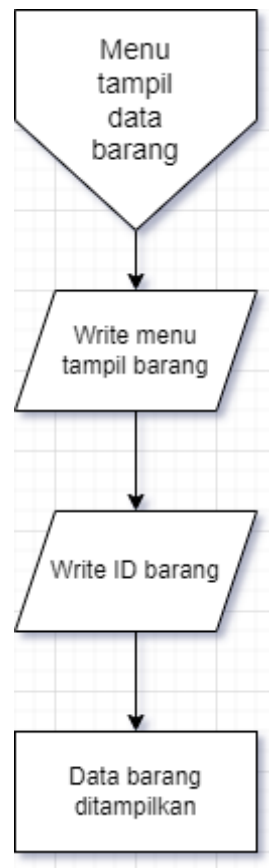 Menu
tampil
data
barang
Write menu
tampil barang
Write ID barang
Data barang
ditampilkan